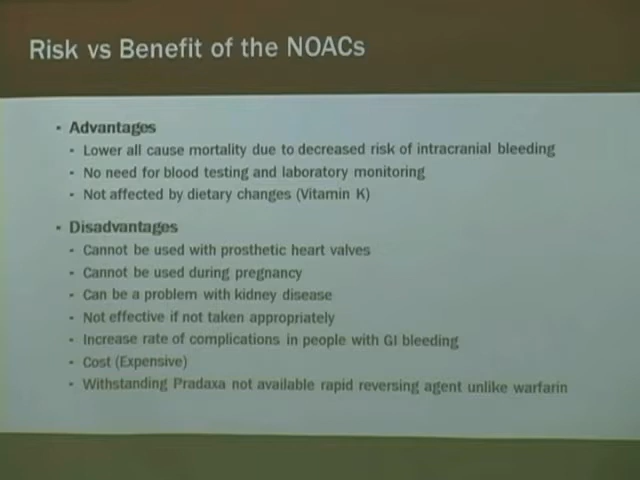 Risk vs Benefit of the NOACs
▪ Advantages
▪ Lower all cause mortality due to decreased risk of intracranial bleeding
▪ No need for blood testing and laboratory monitoring
▪ Not affected by dietary changes (Vitamin K)
▪ Disadvantages
▪ Cannot be used with prosthetic heart valves
▪ Cannot be used during pregnancy
▪ Can be a problem with kidney disease
▪ Not effective if not taken appropriately
▪ Increase rate of complications in people with GI bleeding
▪ Cost (Expensive)
▪ Withstanding Pradaxa not available rapid reversing agent unlike warfarin